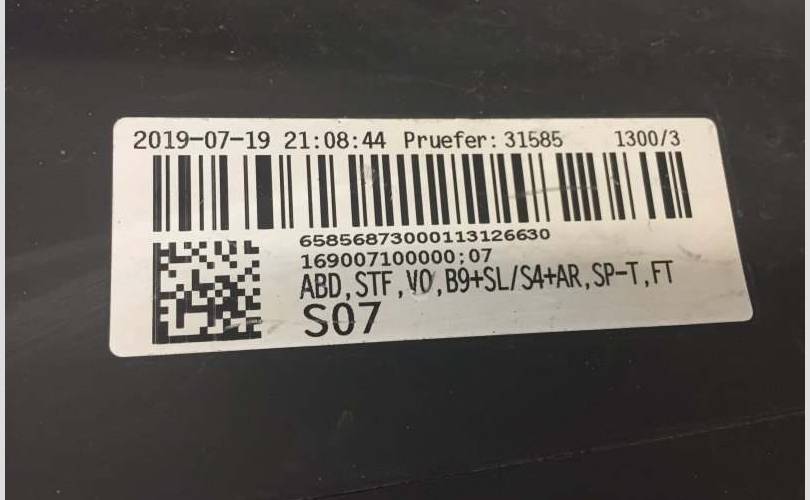 2019-07-19 21:08:44 Pruefer: 31585 1300/3
65856873000113126630
169007100000;07
ABD,STF,VO,B9+SL/S4+AR,SP-T,FT
S07